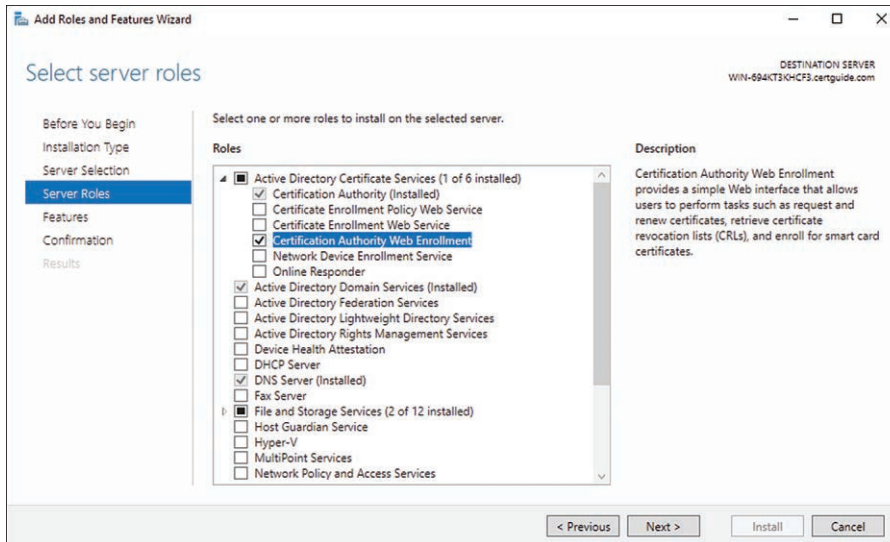 Add Roles and Features Wizard
Select server roles
DESTINATION SERVER
WIN-694KT3KHCF3.certguide.com
Before You Begin
Installation Type
Server Selection
Server Roles
Features
Confirmation
Results
Select one or more roles to install on the selected server.
Roles
Active Directory Certificate Services (1 of 6 installed)
Certification Authority (Installed)
Certificate Enrollment Policy Web Service
Certificate Enrollment Web Service
Certification Authority Web Enrollment
Network Device Enrollment Service
Online Responder
Active Directory Domain Services (Installed)
Active Directory Federation Services
Active Directory Lightweight Directory Services
Active Directory Rights Management Services
Device Health Attestation
DHCP Server
DNS Server (Installed)
Fax Server
File and Storage Services (2 of 12 installed)
Host Guardian Service
Hyper-V
MultiPoint Services
Network Policy and Access Services
Description
Certification Authority Web Enrollment
provides a simple Web interface that allows
users to perform tasks such as request and
renew certificates, retrieve certificate
revocation lists (CRLs), and enroll for smart card
certificates.
< Previous
Next >
Install
Cancel